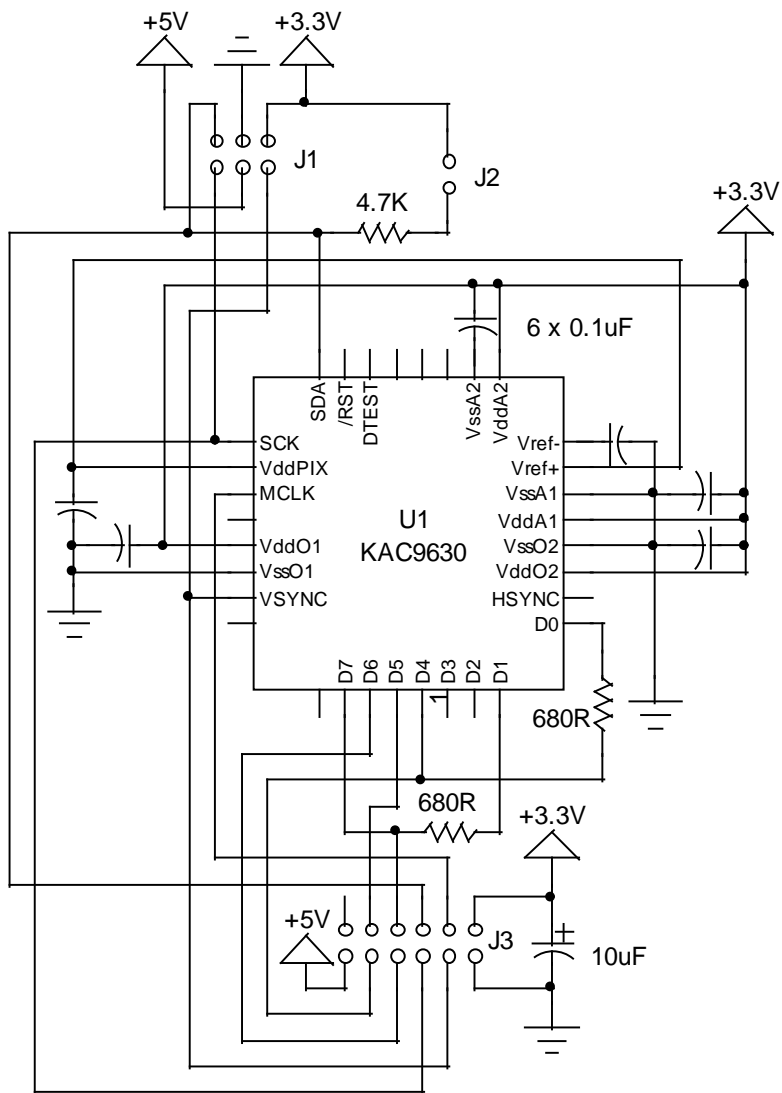 +5V
+3.3V
J1
J2
4.7K
+3.3V
6 x 0.1uF
SDA
/RST
DTEST
VssA2
VddA2
SCK
VddPIX
MCLK
VddO1
VssO1
VSYNC
U1
KAC9630
Vref-
Vref+
VssA1
VddA1
VssO2
VddO2
HSYNC
D0
D7
D6
D5
D4
D3
D2
D1
1
680R
680R
+3.3V
+5V
J3
+
10uF